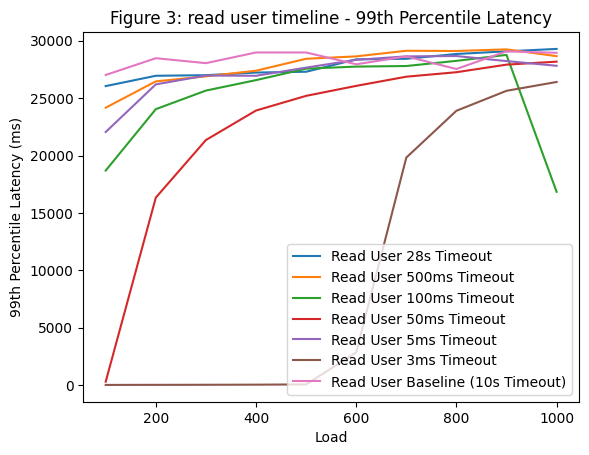 Figure 3: read user timeline - 99th Percentile Latency
99th Percentile Latency (ms)
30000
25000
20000
15000
10000
5000
0
Read User 28s Timeout
Read User 500ms Timeout
Read User 100ms Timeout
Read User 50ms Timeout
Read User 5ms Timeout
Read User 3ms Timeout
Read User Baseline (10s Timeout)
200
400
600
800
1000
Load